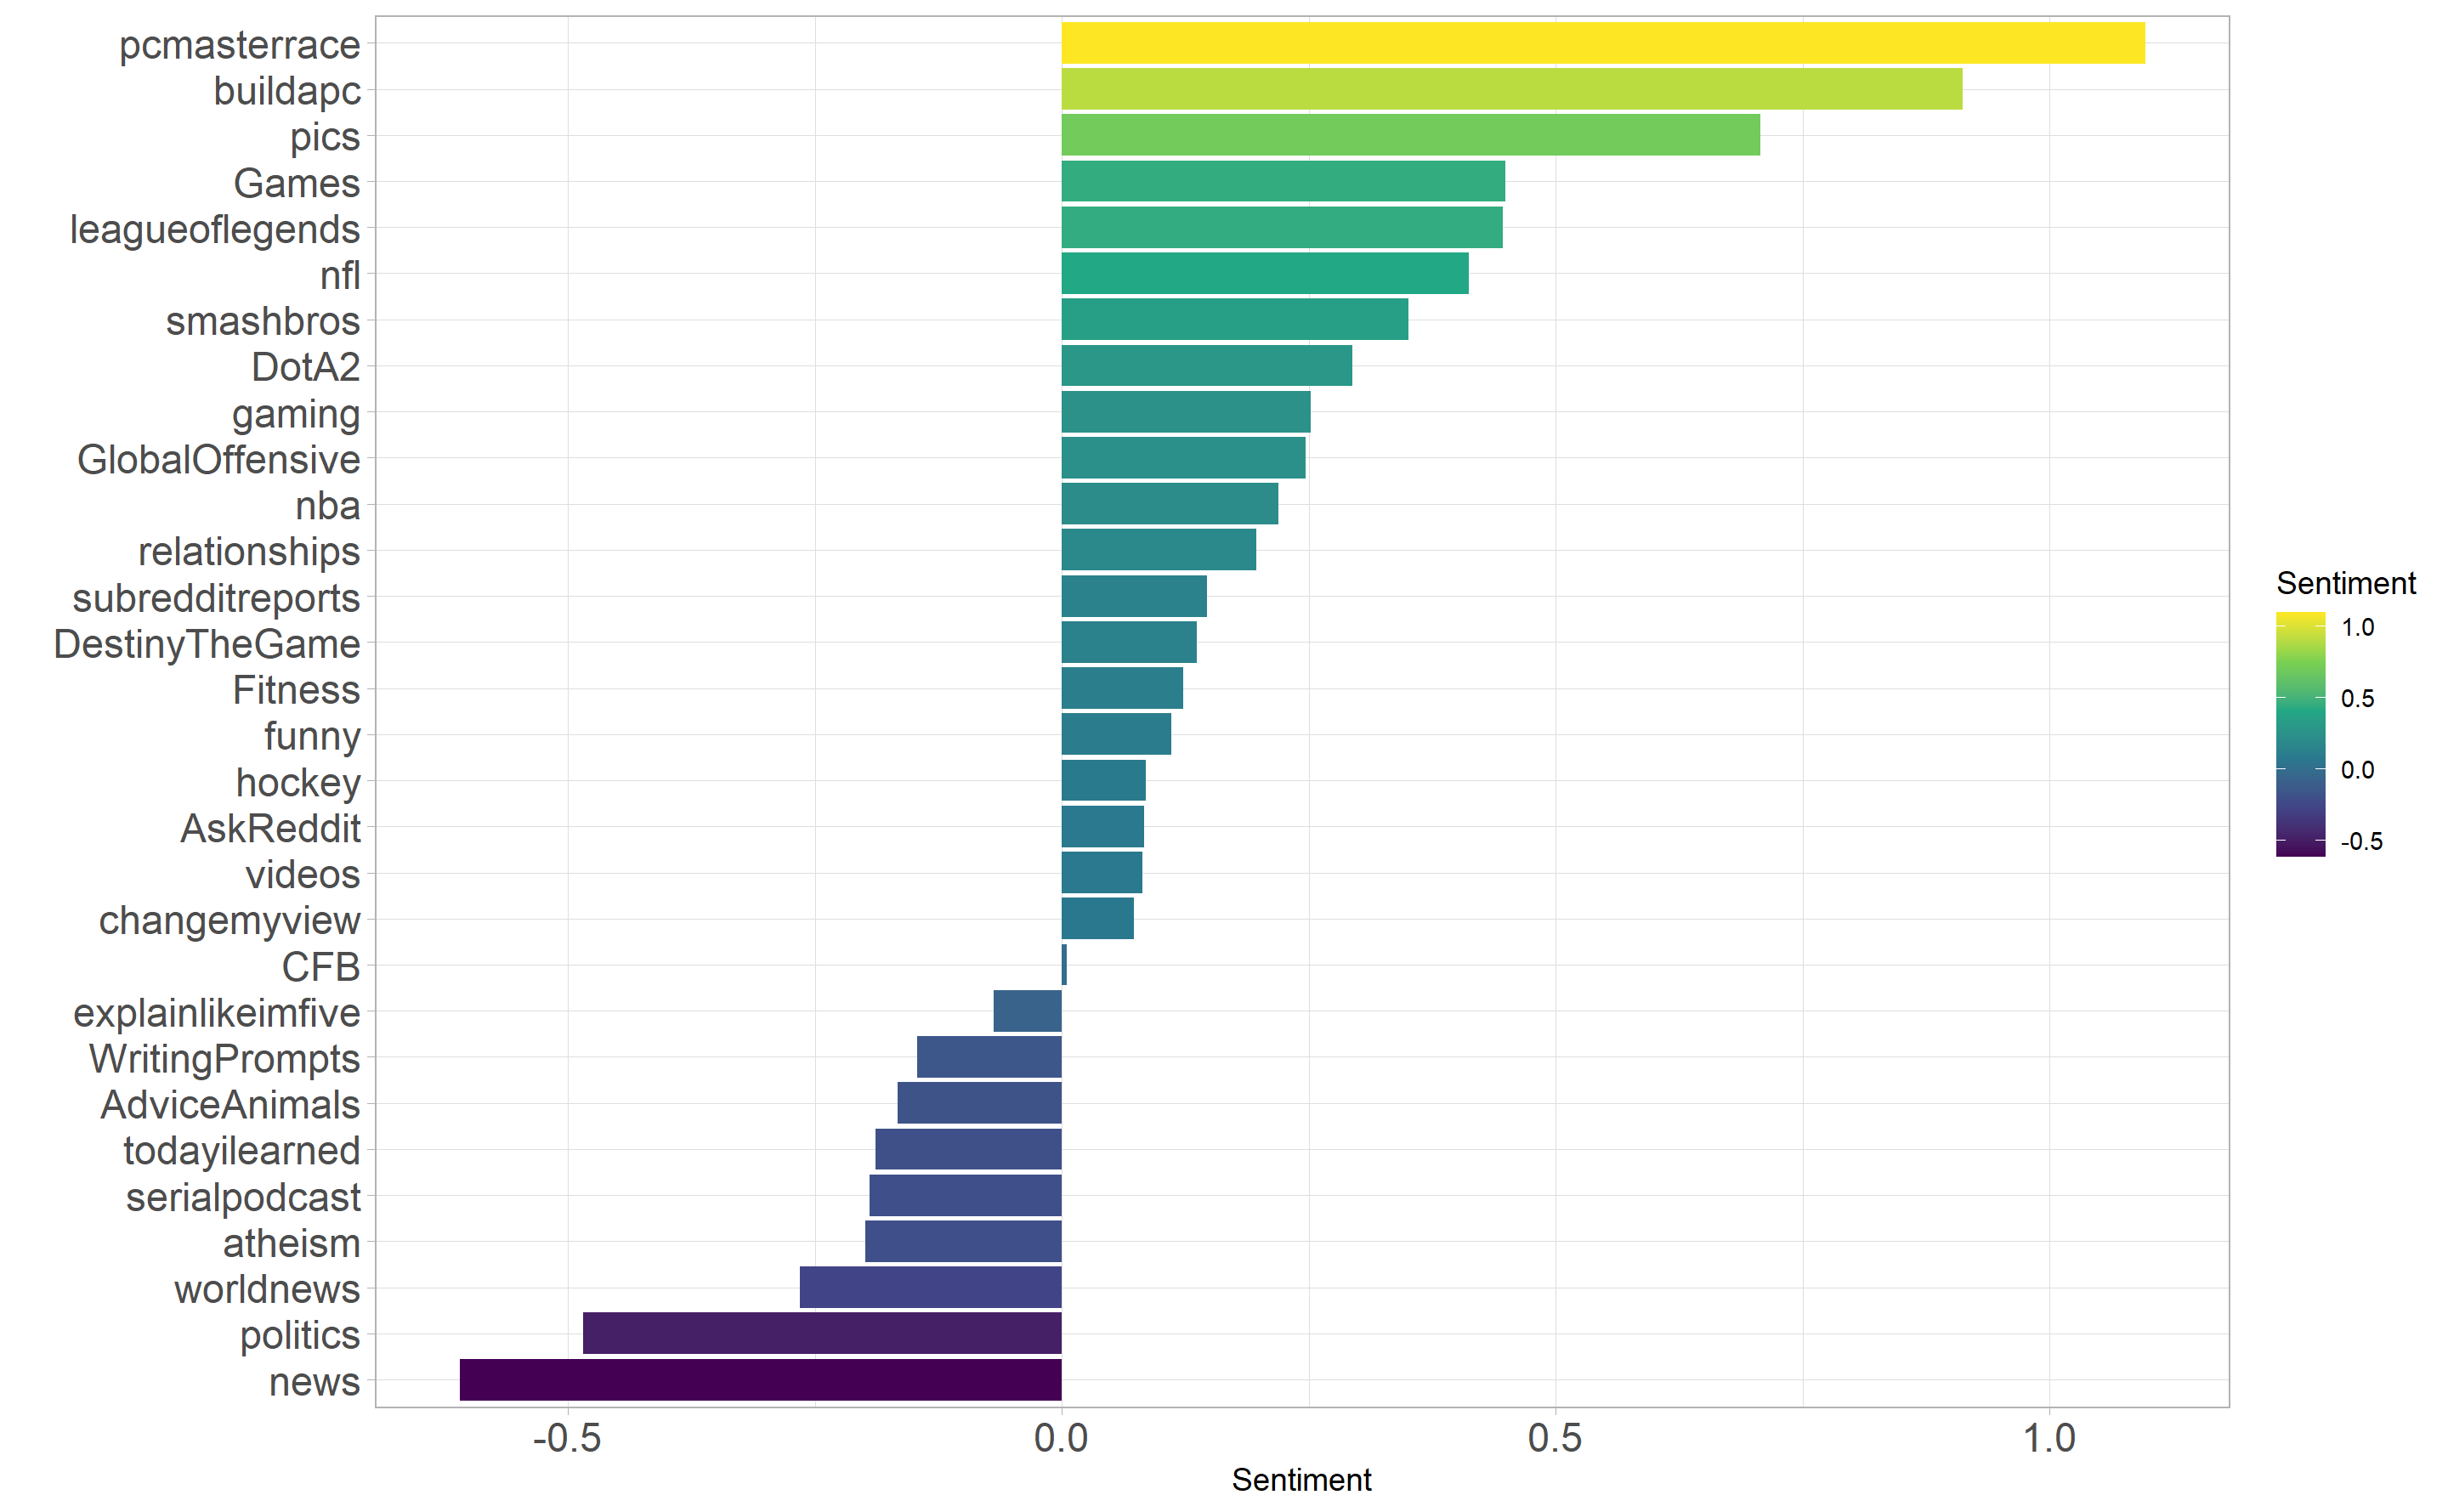 pcmasterrace
buildapc
pics
Games
leagueoflegends
nfl
smashbros
DotA2
gaming
GlobalOffensive
nba
relationships
subredditreports
DestinyTheGame
Fitness
funny
hockey
AskReddit
videos
changemyview
CFB
explainlikeimfive
WritingPrompts
AdviceAnimals
todayilearned
serialpodcast
atheism
worldnews
politics
news
-0.5 0.0 0.5 1.0
Sentiment
Sentiment
1.0
0.5
0.0
-0.5